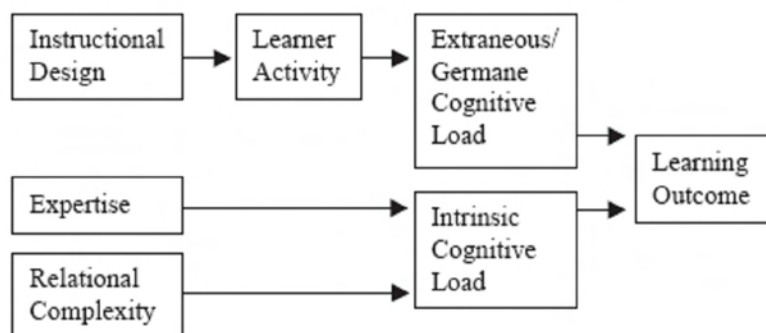 Instructional
Design
Learner
Activity
Extraneous/
Germane
Cognitive
Load
Learning
Outcome
Expertise
Intrinsic
Cognitive
Load
Relational
Complexity